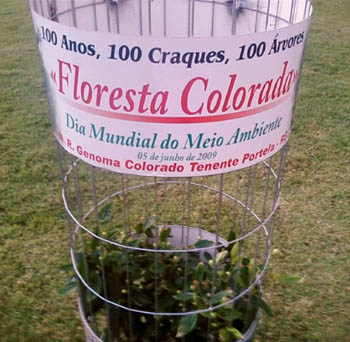 100 Anos, 100 Craques, 100 Árvores
"Floresta Colorada"
Dia Mundial do Meio Ambiente
05 de junho de 2009
R. Genoma Colorado Tenente Portela -